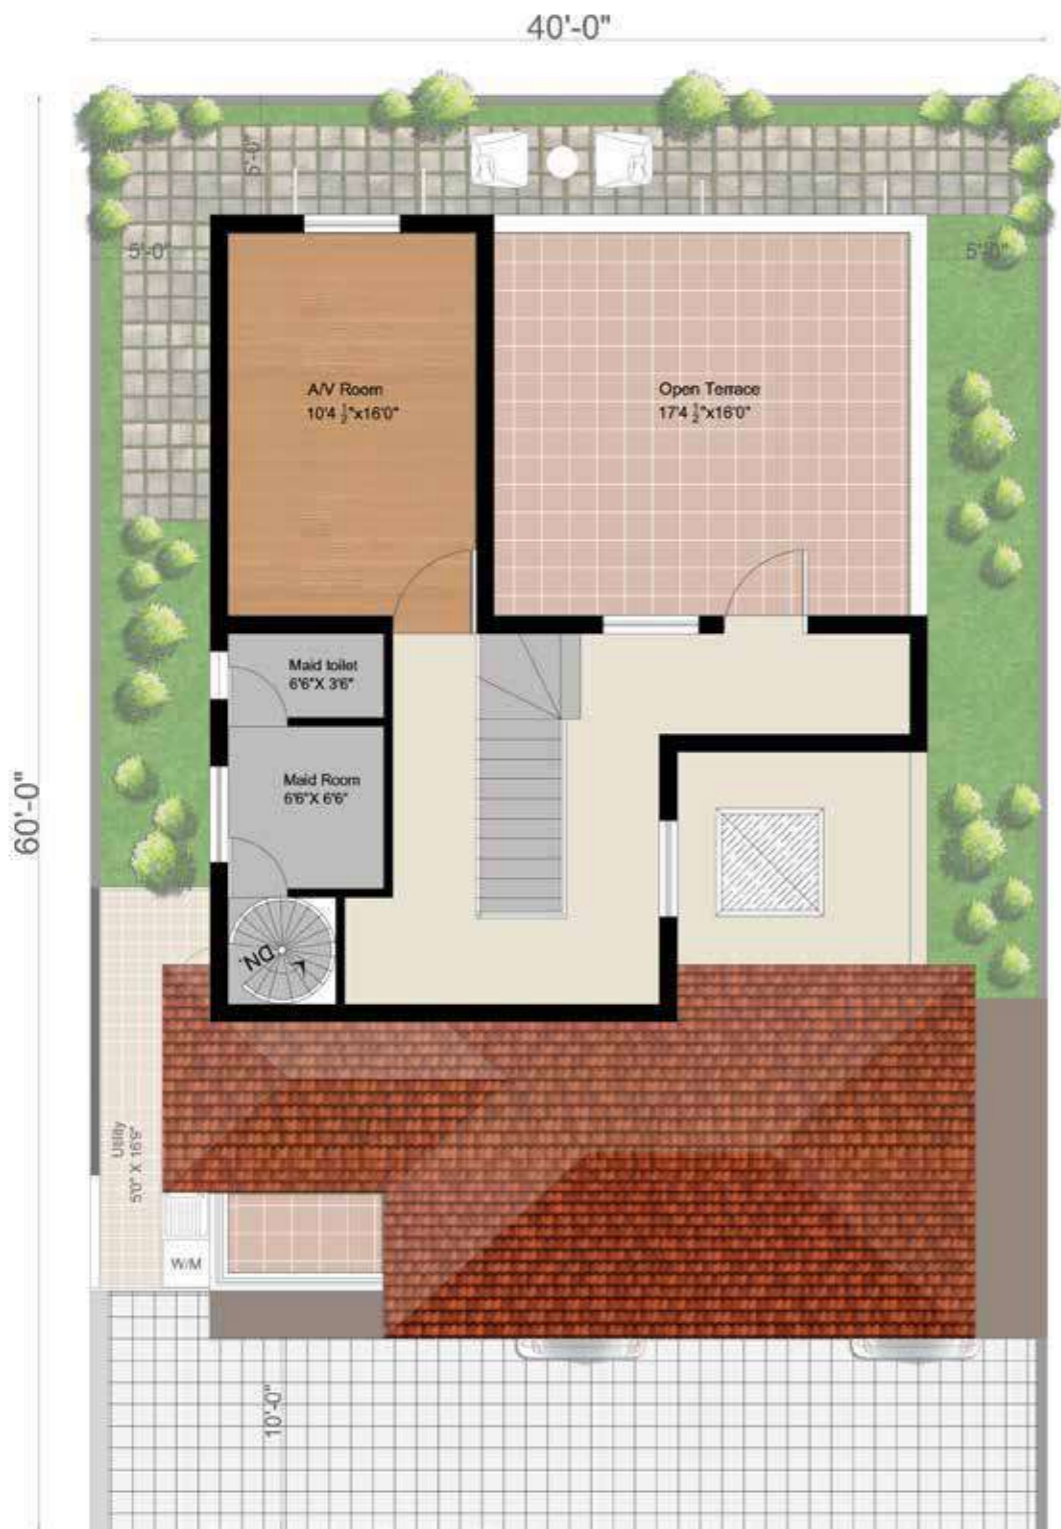 40'-0"
5'-0"
5'-0"
5'-0"
A/V Room
10'4 ½"x16'0"
Open Terrace
17'4 ½"x16'0"
Maid toilet
6'6"X 3'6"
Maid Room
6'6"X 6'6"
60'-0"
DN.
Utility
5'0" X 16'9"
W/M
10'-0"